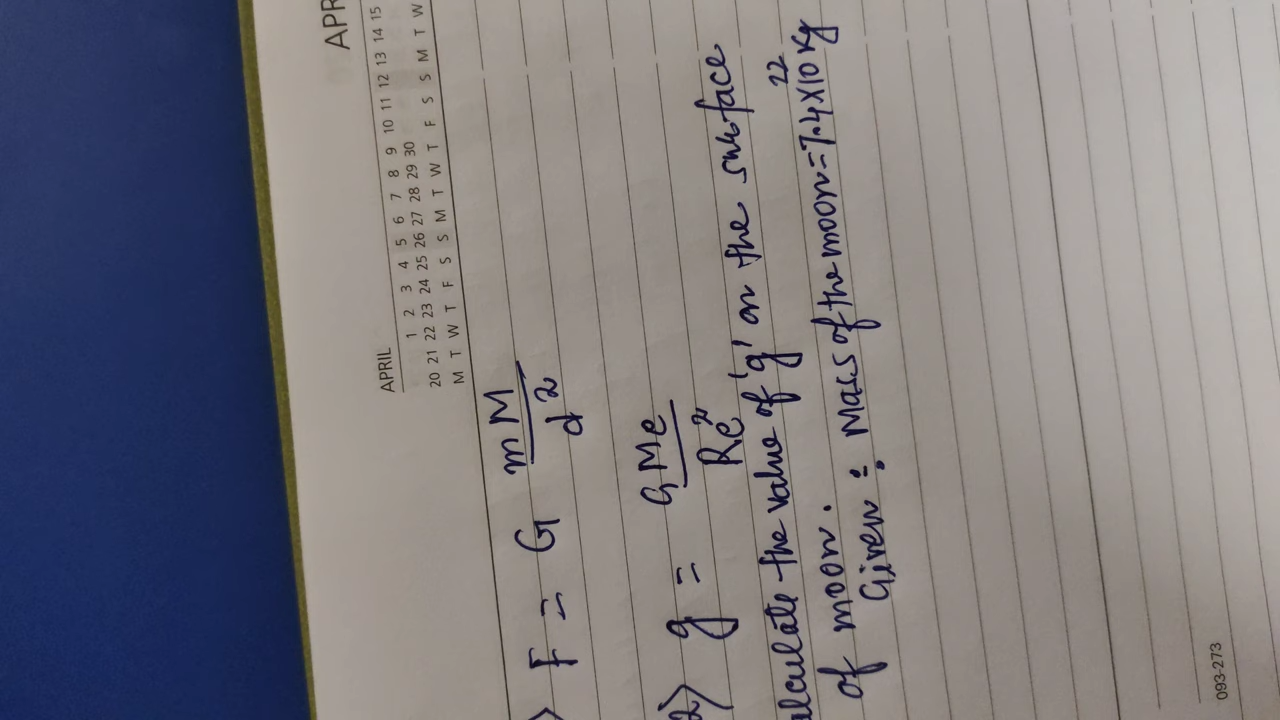 APR
APRIL
1 2 3 4 5 6 7 8 9 10 11 12 13 14 15
20 21 22 23 24 25 26 27 28 29 30
M T W T F S S M T W T F S S M T W
> F = G mM/d²
2> g = GMe/Re²
alculate the value of 'g' on the surface
of moon.
Given : Mass of the moon = 7.4 x 10²² Kg
093-273